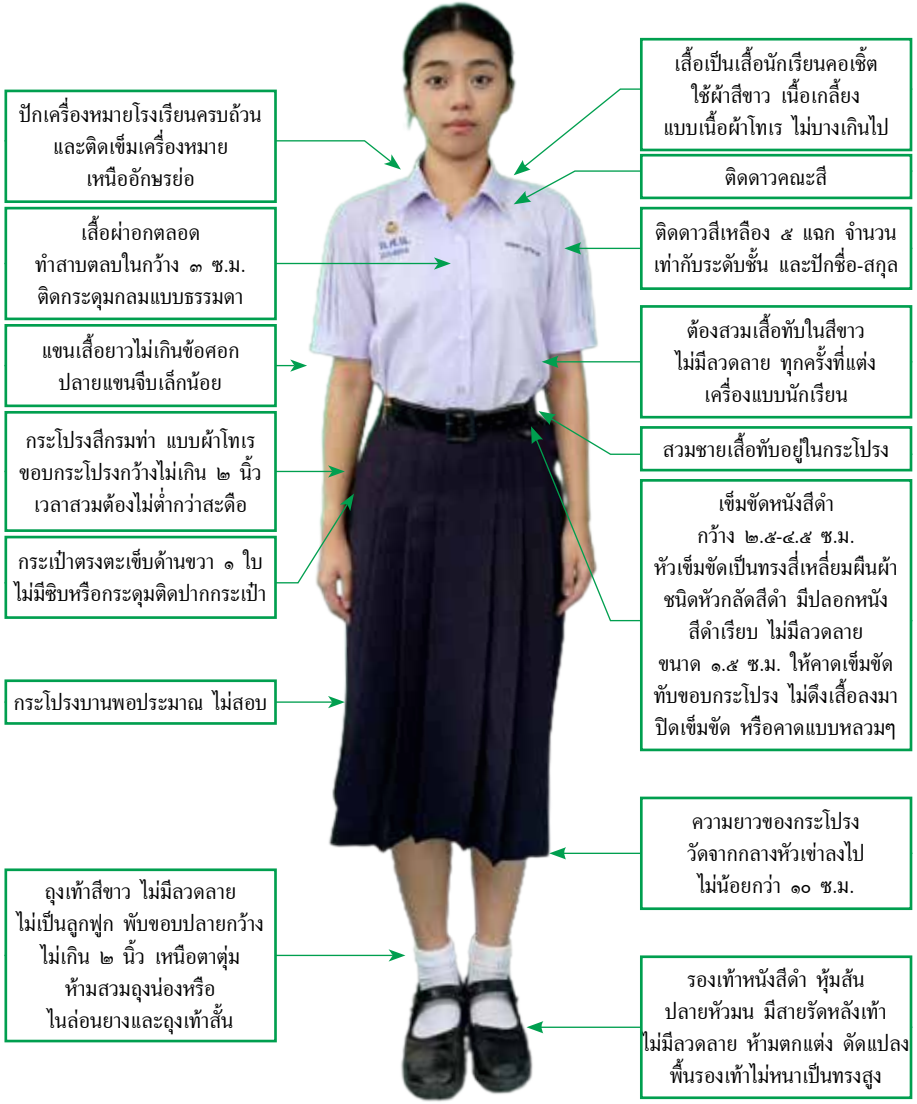 ปักเครื่องหมายโรงเรียนครบถ้วน
และติดเข็มเครื่องหมาย
เหนืออักษรย่อ
เสื้อผ่าอกตลอด
ทำสาบตลบในกว้าง ๓ ซ.ม.
ติดกระดุมกลมแบบธรรมดา
แขนเสื้อยาวไม่เกินข้อศอก
ปลายแขนจีบเล็กน้อย
กระโปรงสีกรมท่า แบบผ้าโทเร
ขอบกระโปรงกว้างไม่เกิน ๒ นิ้ว
เวลาสวมต้องไม่ต่ำกว่าสะดือ
กระเป๋าตรงตะเข็บด้านขวา ๑ ใบ
ไม่มีซิบหรือกระดุมติดปากกระเป๋า
กระโปรงบานพอประมาณ ไม่สอบ
ถุงเท้าสีขาว ไม่มีลวดลาย
ไม่เป็นลูกฟูก พับขอบปลายกว้าง
ไม่เกิน ๒ นิ้ว เหนือตาตุ่ม
ห้ามสวมถุงน่องหรือ
ไนล่อนยางและถุงเท้าสั้น
เสื้อเป็นเสื้อนักเรียนคอเชิ้ต
ใช้ผ้าสีขาว เนื้อเกลี้ยง
แบบเนื้อผ้าโทเร ไม่บางเกินไป
ติดดาวคณะสี
ติดดาวสีเหลือง ๕ แฉก จำนวน
เท่ากับระดับชั้น และปักชื่อ-สกุล
ต้องสวมเสื้อทับในสีขาว
ไม่มีลวดลาย ทุกครั้งที่แต่ง
เครื่องแบบนักเรียน
สวมชายเสื้อทับอยู่ในกระโปรง
เข็มขัดหนังสีดำ
กว้าง ๒.๕-๔.๕ ซ.ม.
หัวเข็มขัดเป็นทรงสี่เหลี่ยมผืนผ้า
ชนิดหัวกลัดสีดำ มีปลอกหนัง
สีดำเรียบ ไม่มีลวดลาย
ขนาด ๑.๕ ซ.ม. ให้คาดเข็มขัด
ทับขอบกระโปรง ไม่ดึงเสื้อลงมา
ปิดเข็มขัด หรือคาดแบบหลวมๆ
ความยาวของกระโปรง
วัดจากกลางหัวเข่าลงไป
ไม่น้อยกว่า ๑๐ ซ.ม.
รองเท้าหนังสีดำ หุ้มส้น
ปลายหัวมน มีสายรัดหลังเท้า
ไม่มีลวดลาย ห้ามตกแต่ง ดัดแปลง
พื้นรองเท้าไม่หนาเป็นทรงสูง